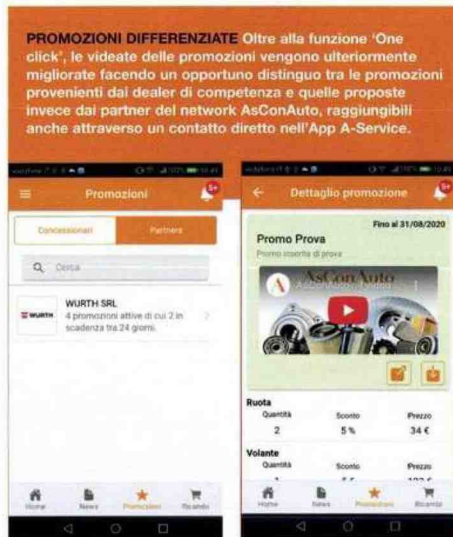 PROMOZIONI DIFFERENZIATE Oltre alla funzione 'One
click', le videate delle promozioni vengono ulteriormente
migliorate facendo un opportuno distinguo tra le promozioni
provenienti dai dealer di competenza e quelle proposte
invece dai partner del network AsConAuto, raggiungibili
anche attraverso un contatto diretto nell'App A-Service.
Promozioni
9+
Concessionari
Partners
Cerca
WURTH
WURTH SRL
4 promozioni attive di cui 2 in
scadenza tra 24 giorni.
Home
News
Promozioni
Ricambi
Dettaglio promozione
9+
Fino al 31/08/2020
Promo Prova
Promo inserita di prova
AsConAuto
Ruota
Quantità Sconto Prezzo
2 5 % 34 €
Volante
Quantità Sconto Prezzo
Home
News
Promozioni
Ricambi